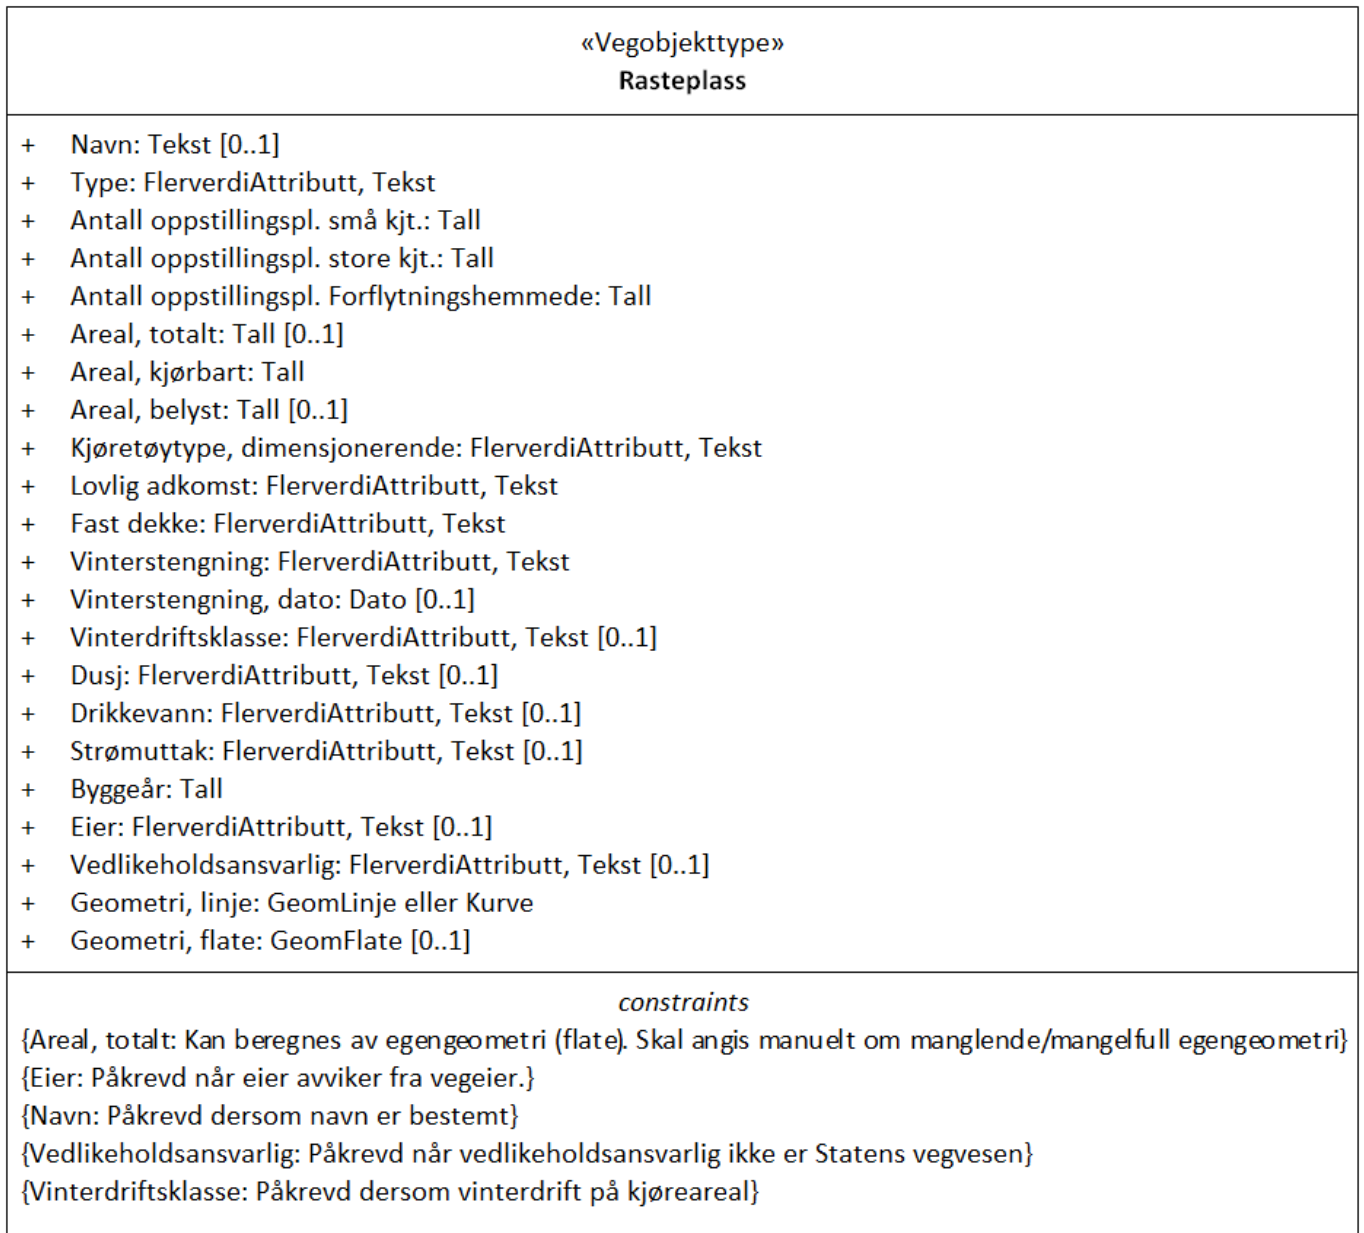 «Vegobjekttype»
Rasteplass
+ Navn: Tekst [0..1]
+ Type: FlerverdiAttributt, Tekst
+ Antall oppstillingspl. små kjt.: Tall
+ Antall oppstillingspl. store kjt.: Tall
+ Antall oppstillingspl. Forflytningshemmede: Tall
+ Areal, totalt: Tall [0..1]
+ Areal, kjørbart: Tall
+ Areal, belyst: Tall [0..1]
+ Kjøretøytype, dimensjonerende: FlerverdiAttributt, Tekst
+ Lovlig adkomst: FlerverdiAttributt, Tekst
+ Fast dekke: FlerverdiAttributt, Tekst
+ Vinterstengning: FlerverdiAttributt, Tekst
+ Vinterstengning, dato: Dato [0..1]
+ Vinterdriftsklasse: FlerverdiAttributt, Tekst [0..1]
+ Dusj: FlerverdiAttributt, Tekst [0..1]
+ Drikkevann: FlerverdiAttributt, Tekst [0..1]
+ Strømuttak: FlerverdiAttributt, Tekst [0..1]
+ Byggeår: Tall
+ Eier: FlerverdiAttributt, Tekst [0..1]
+ Vedlikeholdsansvarlig: FlerverdiAttributt, Tekst [0..1]
+ Geometri, linje: GeomLinje eller Kurve
+ Geometri, flate: GeomFlate [0..1]
constraints
{Areal, totalt: Kan beregnes av egengeometri (flate). Skal angis manuelt om manglende/mangelfull egengeometri}
{Eier: Påkrevd når eier avviker fra vegeier.}
{Navn: Påkrevd dersom navn er bestemt}
{Vedlikeholdsansvarlig: Påkrevd når vedlikeholdsansvarlig ikke er Statens vegvesen}
{Vinterdriftsklasse: Påkrevd dersom vinterdrift på kjøreareal}